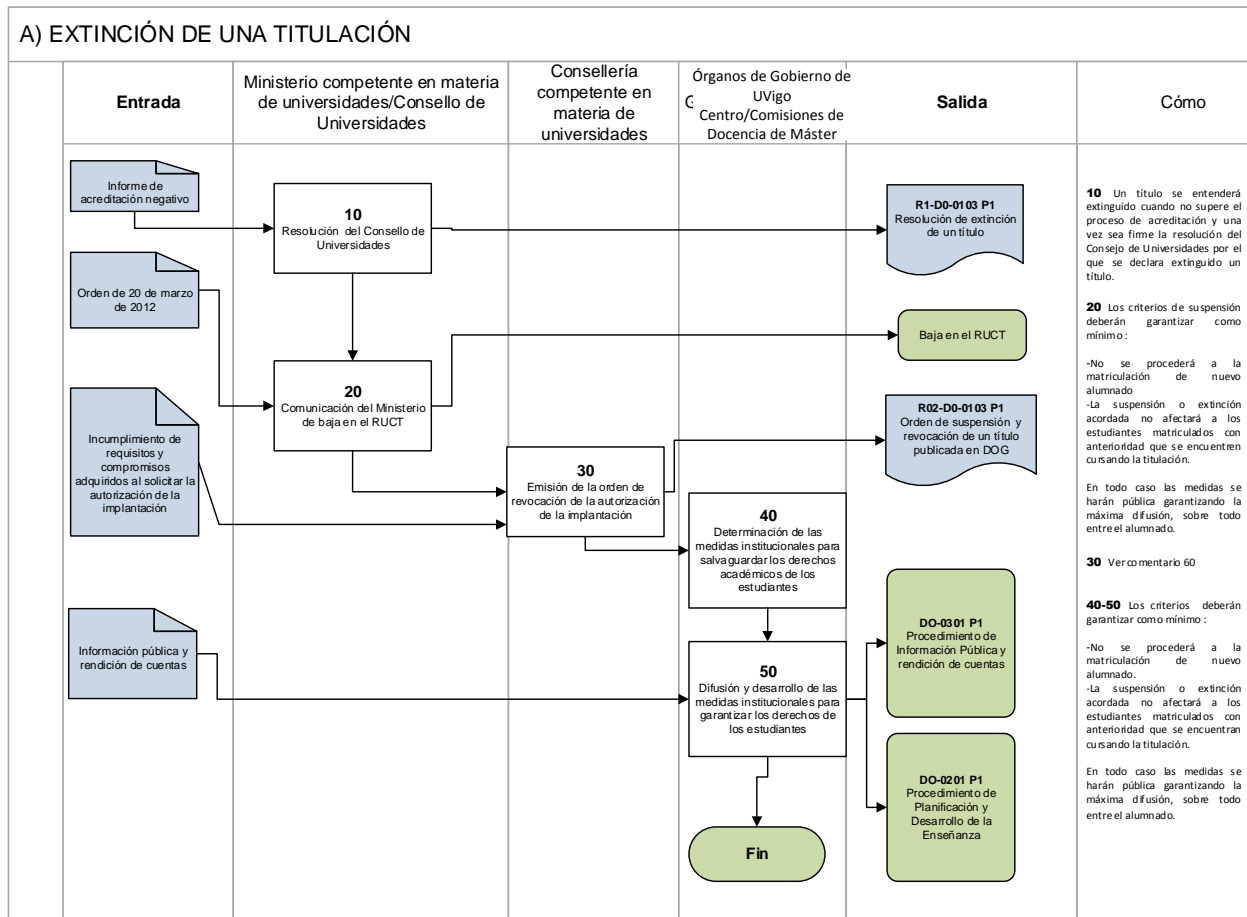 A) EXTINCIÓN DE UNA TITULACIÓN
Entrada
Ministerio competente en materia
de universidades/Consello de
Universidades
Consellería
competente en
materia de
universidades
Órganos de Gobierno de
UVigo
Centro/Comisiones de
Docencia de Máster
Salida
Cómo
Informe de
acreditación negativo
10
Resolución del Consello de
Universidades
R1-D0-0103 P1
Resolución de extinción
de un título
Orden de 20 de marzo
de 2012
Baja en el RUCT
20
Comunicación del Ministerio
de baja en el RUCT
R02-D0-0103 P1
Orden de suspensión y
revocación de un título
publicada en DOG
Incumplimiento de
requisitos y
compromisos
adquiridos al solicitar la
autorización de la
implantación
30
Emisión de la orden de
revocación de la autorización
de la implantación
40
Determinación de las
medidas institucionales para
salvaguardar los derechos
académicos de los
estudiantes
Información pública y
rendición de cuentas
50
Difusión y desarrollo de las
medidas institucionales para
garantizar los derechos de
los estudiantes
DO-0301 P1
Procedimiento de
Información Pública y
rendición de cuentas
DO-0201 P1
Procedimiento de
Planificación y
Desarrollo de la
Enseñanza
Fin
10 Un título se entenderá
extinguido cuando no supere el
proceso de acreditación y una
vez sea firme la resolución del
Consejo de Universidades por el
que se declara extinguido un
título.
20 Los criterios de suspensión
deberán garantizar como
mínimo :
-No se procederá a la
matriculación de nuevo
alumnado
-La suspensión o extinción
acordada no afectará a los
estudiantes matriculados con
anterioridad que se encuentren
cursando la titulación.
En todo caso las medidas se
harán pública garantizando la
máxima difusión, sobre todo
entre el alumnado.
30 Ver comentario 60
40-50 Los criterios deberán
garantizar como mínimo :
-No se procederá a la
matriculación de nuevo
alumnado.
-La suspensión o extinción
acordada no afectará a los
estudiantes matriculados con
anterioridad que se encuentran
cursando la titulación.
En todo caso las medidas se
harán pública garantizando la
máxima difusión, sobre todo
entre el alumnado.